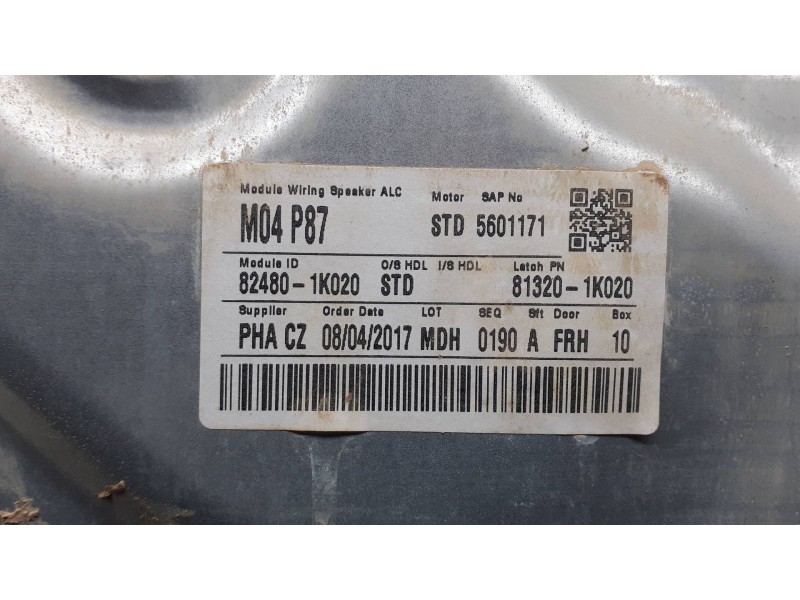 Module Wiring Speaker ALC Motor SAP No
M04 P87 STD 5601171
Module ID O/S HDL I/S HDL Latch PN
82480-1K020 STD 81320-1K020
Supplier Order Date LOT SEQ Sft Door Box
PHA CZ 08/04/2017 MDH 0190 A FRH 10